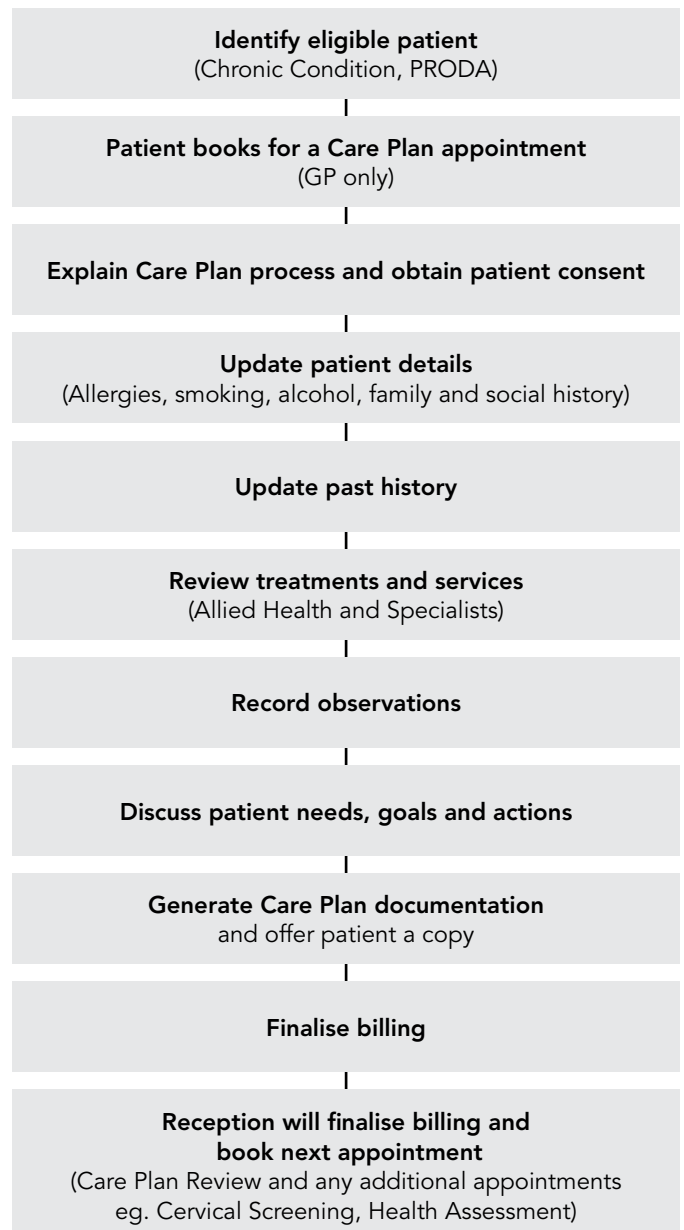 Identify eligible patient
(Chronic Condition, PRODA)
Patient books for a Care Plan appointment
(GP only)
Explain Care Plan process and obtain patient consent
Update patient details
(Allergies, smoking, alcohol, family and social history)
Update past history
Review treatments and services
(Allied Health and Specialists)
Record observations
Discuss patient needs, goals and actions
Generate Care Plan documentation
and offer patient a copy
Finalise billing
Reception will finalise billing and
book next appointment
(Care Plan Review and any additional appointments
eg. Cervical Screening, Health Assessment)